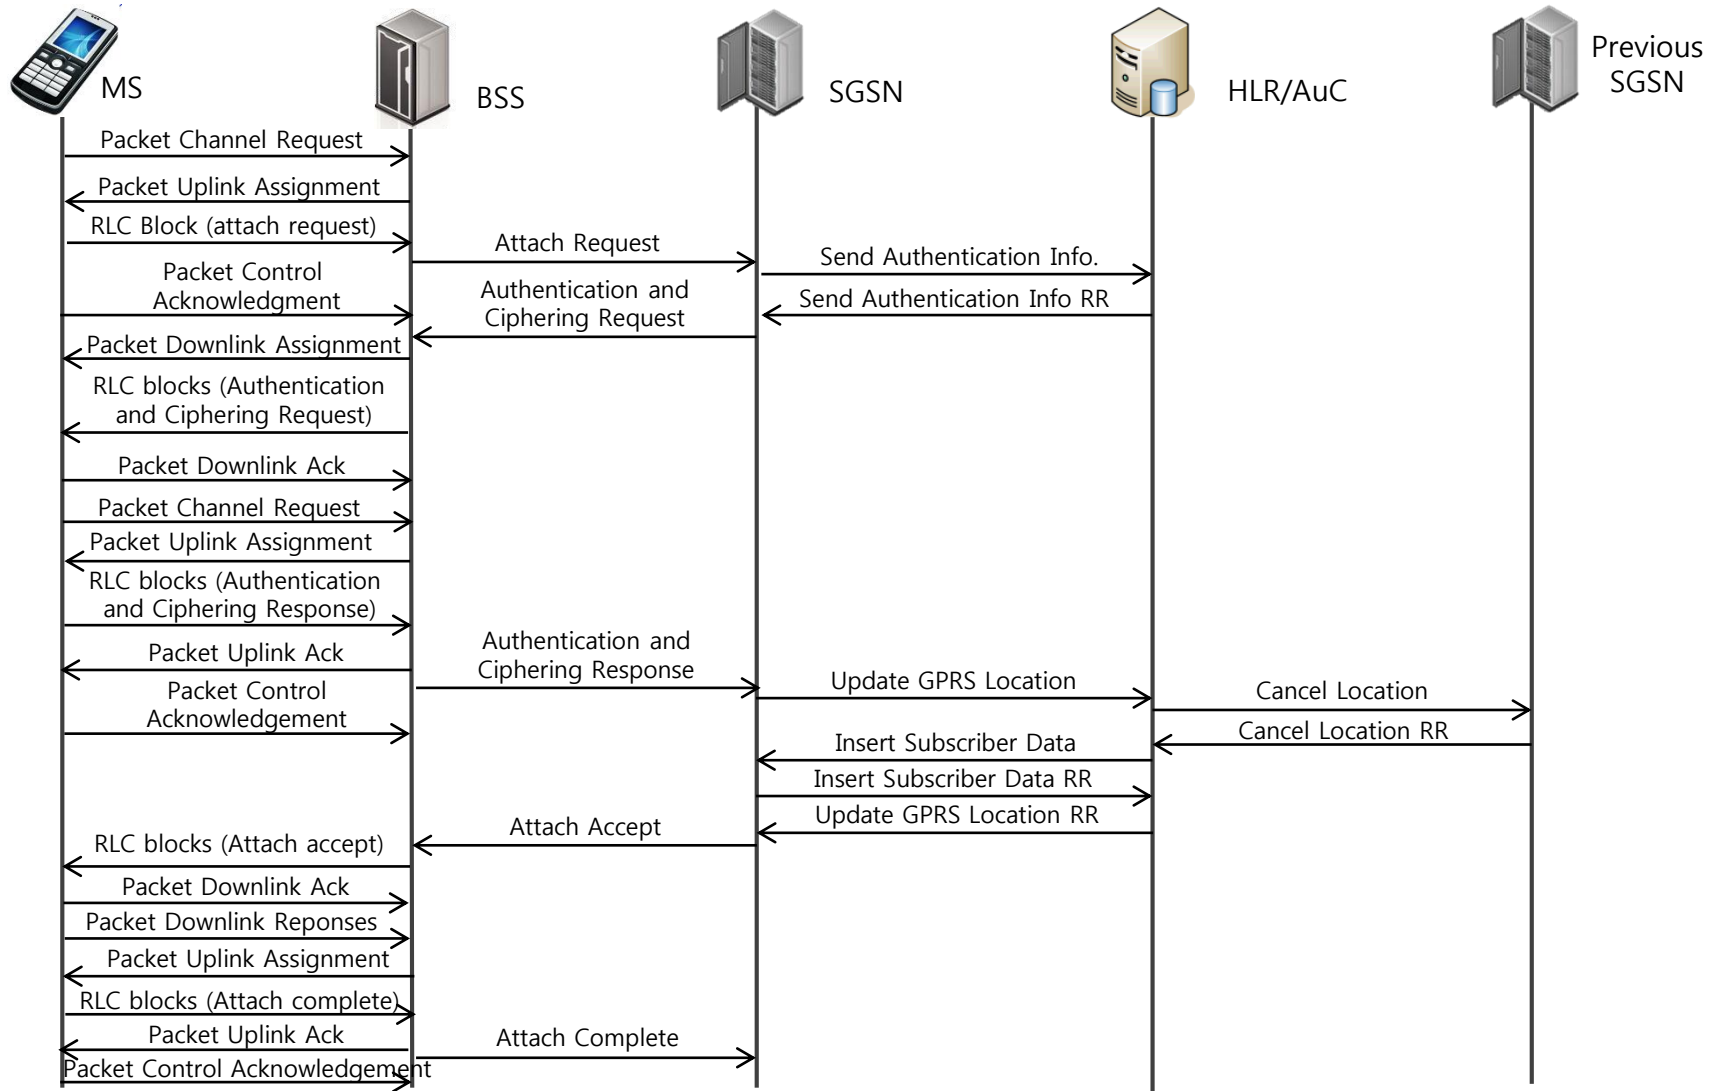 MS
BSS
SGSN
HLR/AuC
Previous
SGSN
Packet Channel Request
Packet Uplink Assignment
RLC Block (attach request)
Attach Request
Send Authentication Info.
Packet Control
Acknowledgment
Authentication and
Ciphering Request
Send Authentication Info RR
Packet Downlink Assignment
RLC blocks (Authentication
and Ciphering Request)
Packet Downlink Ack
Packet Channel Request
Packet Uplink Assignment
RLC blocks (Authentication
and Ciphering Response)
Packet Uplink Ack
Authentication and
Ciphering Response
Update GPRS Location
Cancel Location
Packet Control
Acknowledgement
Cancel Location RR
Insert Subscriber Data
Insert Subscriber Data RR
Update GPRS Location RR
Attach Accept
RLC blocks (Attach accept)
Packet Downlink Ack
Packet Downlink Reponses
Packet Uplink Assignment
RLC blocks (Attach complete)
Packet Uplink Ack
Attach Complete
Packet Control Acknowledgement